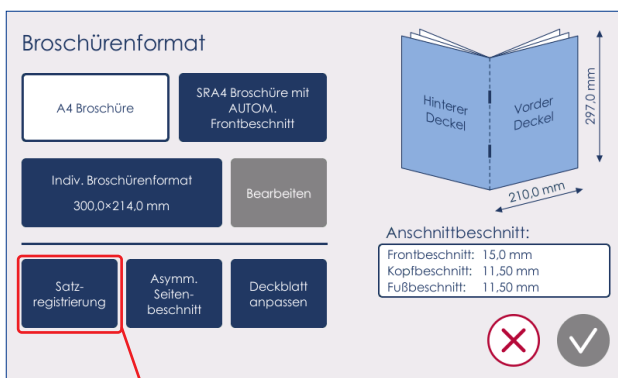 Broschürenformat
A4 Broschüre
SRA4 Broschüre mit
AUTOM.
Frontbeschnitt
Indiv. Broschürenformat
300,0×214,0 mm
Bearbeiten
Satz-
registrierung
Asymm.
Seiten-
beschnitt
Deckblatt
anpassen
Hinterer
Deckel
Vorder
Deckel
297,0 mm
210,0 mm
Anschnittbeschnitt:
Frontbeschnitt: 15,0 mm
Kopfbeschnitt: 11,50 mm
Fußbeschnitt: 11,50 mm